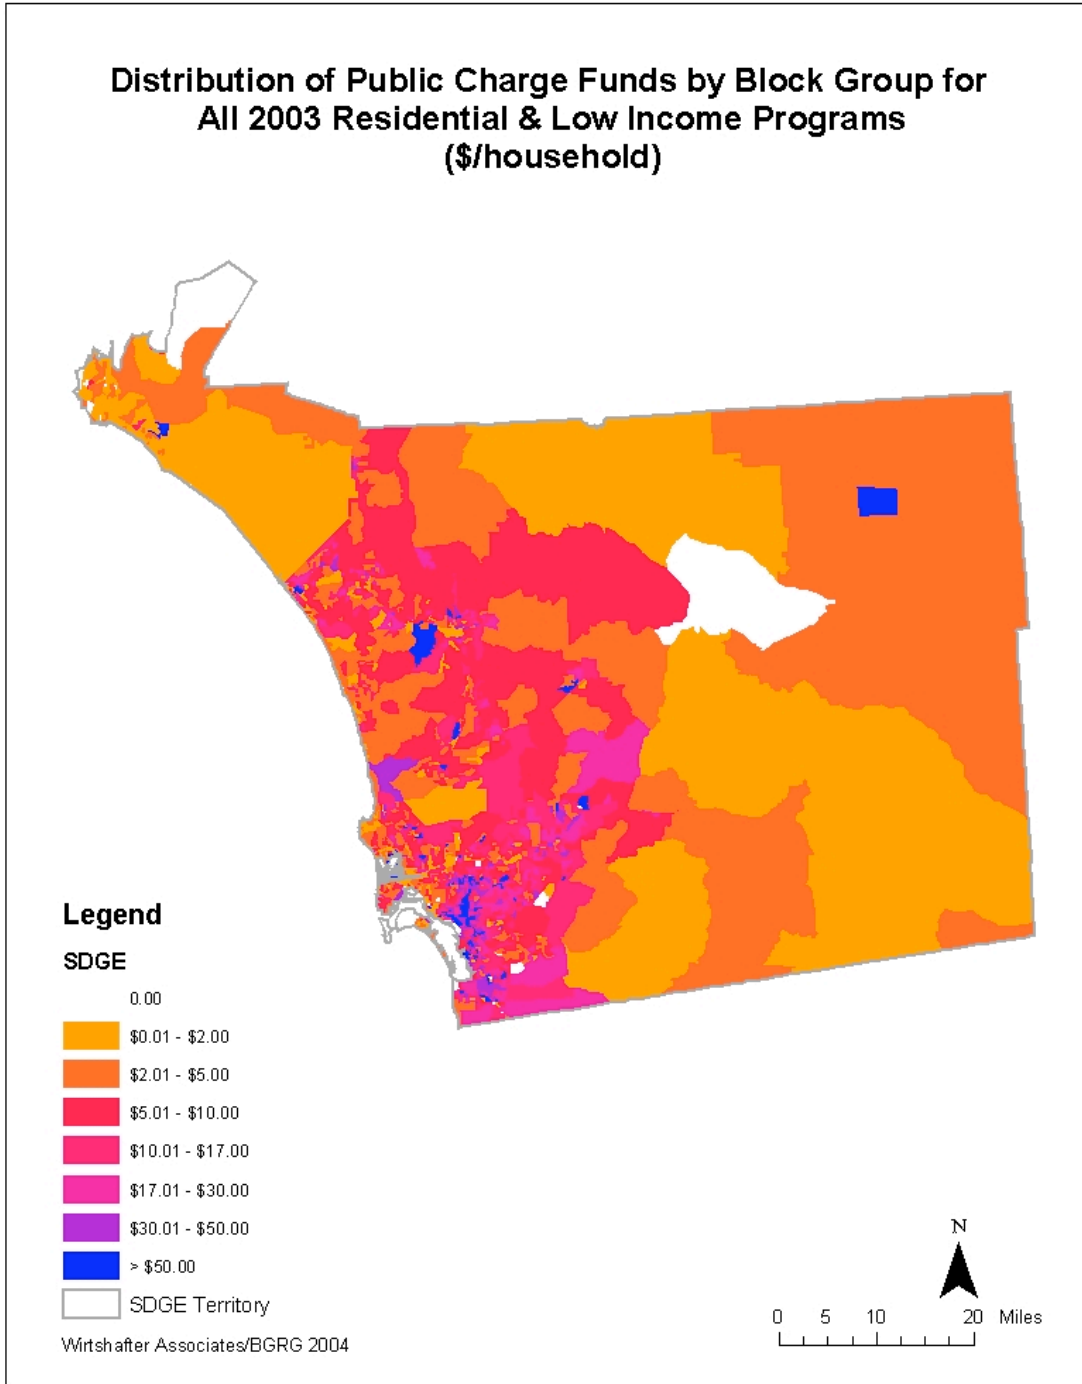 Distribution of Public Charge Funds by Block Group for
All 2003 Residential & Low Income Programs
($/household)
Legend
SDGE
0.00
$0.01 - $2.00
$2.01 - $5.00
$5.01 - $10.00
$10.01 - $17.00
$17.01 - $30.00
$30.01 - $50.00
> $50.00
SDGE Territory
Wirtshafter Associates/BGRG 2004
N
0 5 10 20 Miles